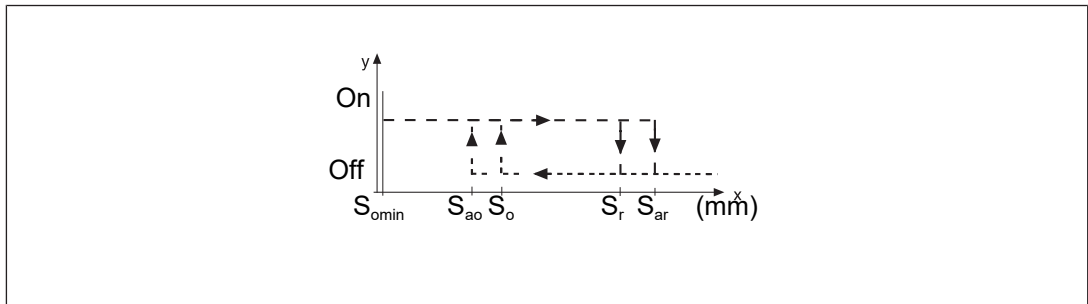 y
On
Off
S_omin S_ao S_o S_r S_ar x (mm)